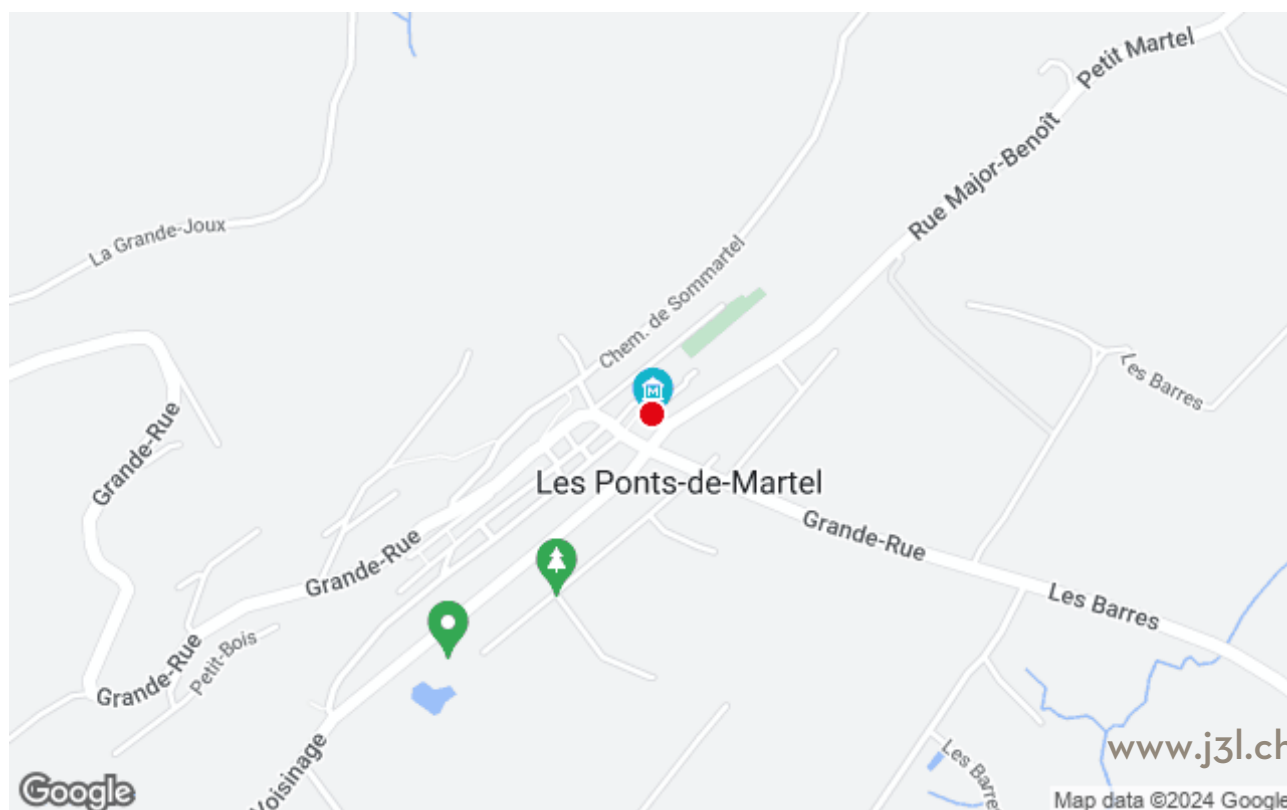 Petit Martel
Rue Major-Benoît
La Grande-Joux
Chem. de Sommartel
Les Barres
Grande-Rue
M
Les Ponts-de-Martel
Grande-Rue
Grande-Rue
Les Barres
Petit-Bois
Grande-Rue
Voisinage
Les Barres
www.j3l.ch
Google
Map data ©2024 Google